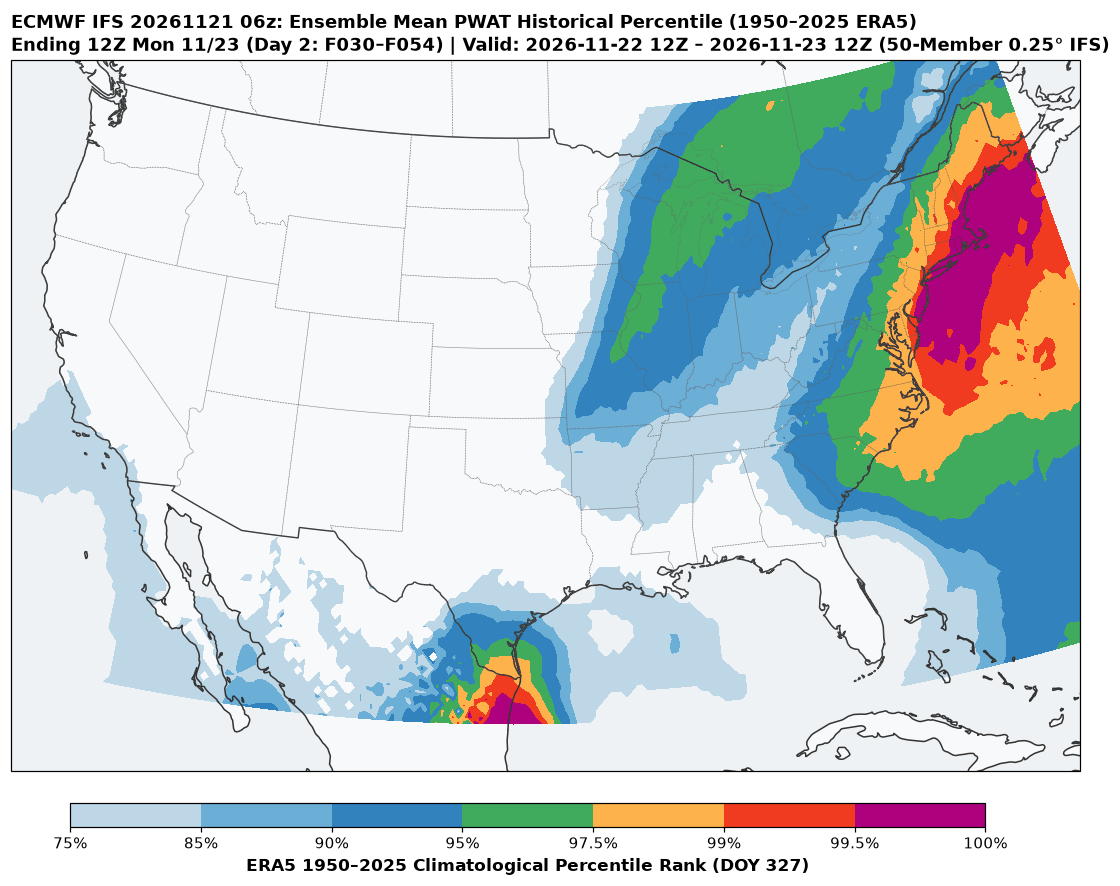 ECMWF IFS 20261121 06z: Ensemble Mean PWAT Historical Percentile (1950–2025 ERA5)
Ending 12Z Mon 11/23 (Day 2: F030–F054) | Valid: 2026-11-22 12Z – 2026-11-23 12Z (50-Member 0.25° IFS)
75% 85% 90% 95% 97.5% 99% 99.5% 100%
ERA5 1950–2025 Climatological Percentile Rank (DOY 327)